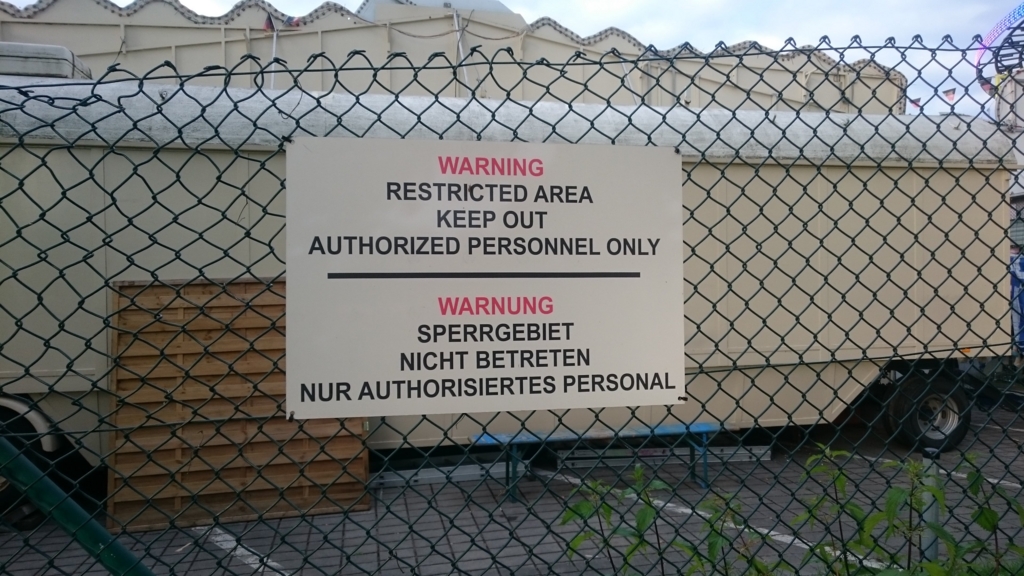 WARNING
RESTRICTED AREA
KEEP OUT
AUTHORIZED PERSONNEL ONLY
WARNUNG
SPERRGEBIET
NICHT BETRETEN
NUR AUTHORISIERTES PERSONAL